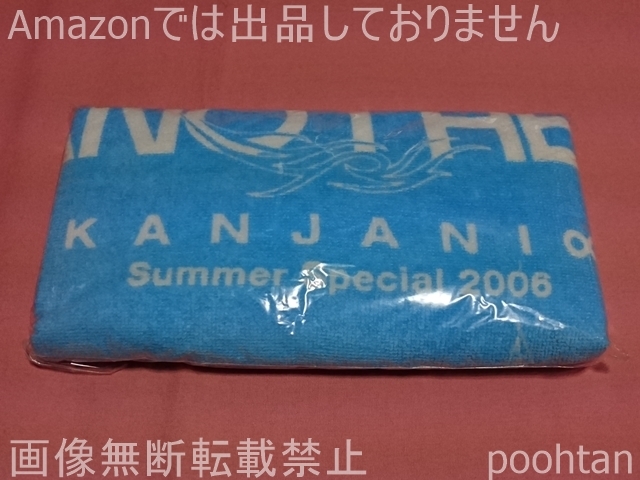 Amazonでは出品しておりません
ANOTHE
KANJANI∞
Summer Special 2006
画像無断転載禁止
poohtan